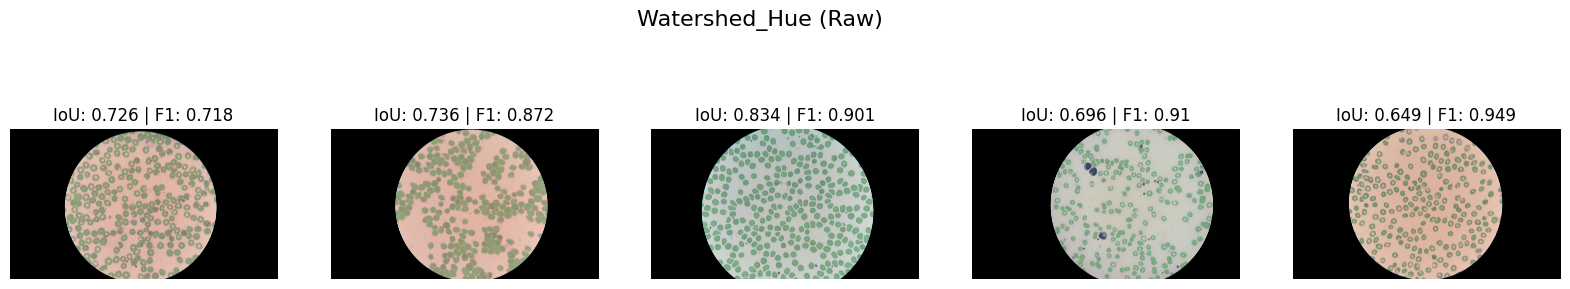 Watershed_Hue (Raw)
IoU: 0.726 | F1: 0.718
IoU: 0.736 | F1: 0.872
IoU: 0.834 | F1: 0.901
IoU: 0.696 | F1: 0.91
IoU: 0.649 | F1: 0.949